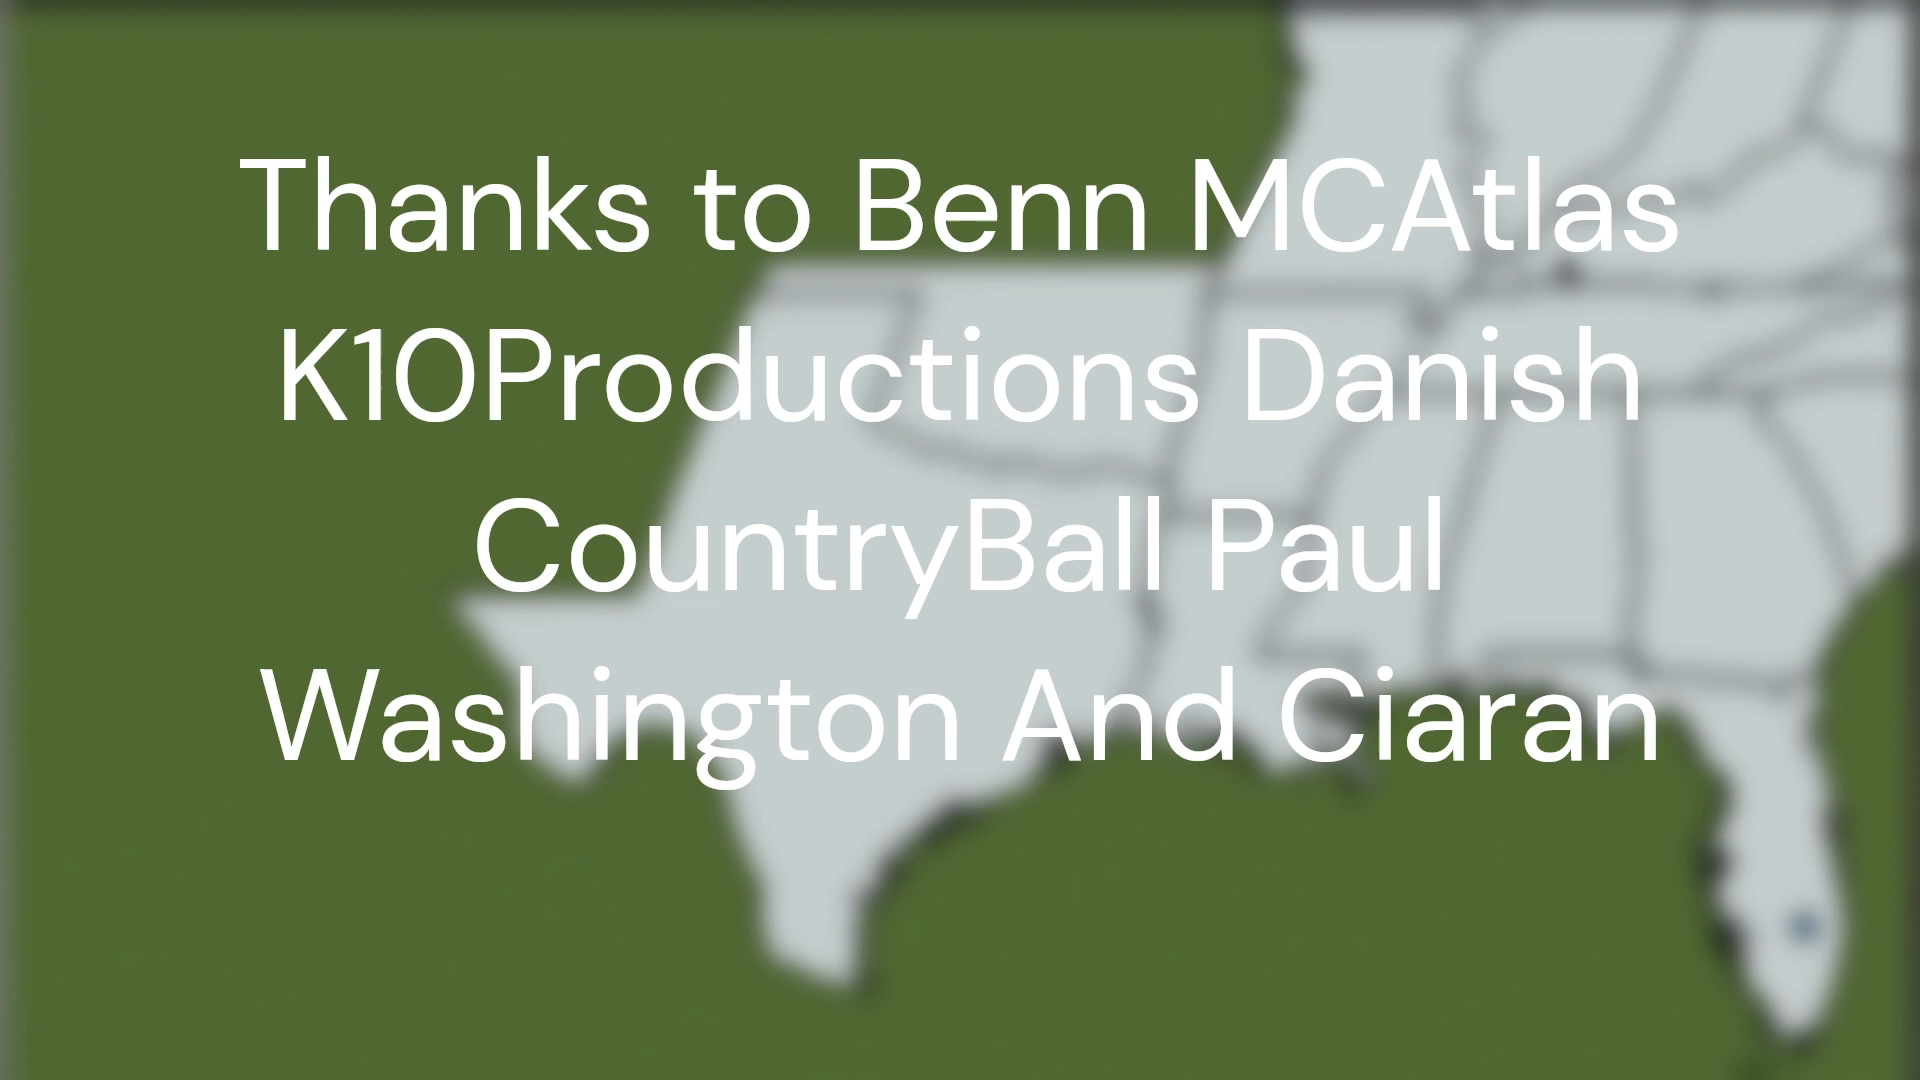 Thanks to Benn MCAtlas
K10Productions Danish
CountryBall Paul
Washington And Ciaran